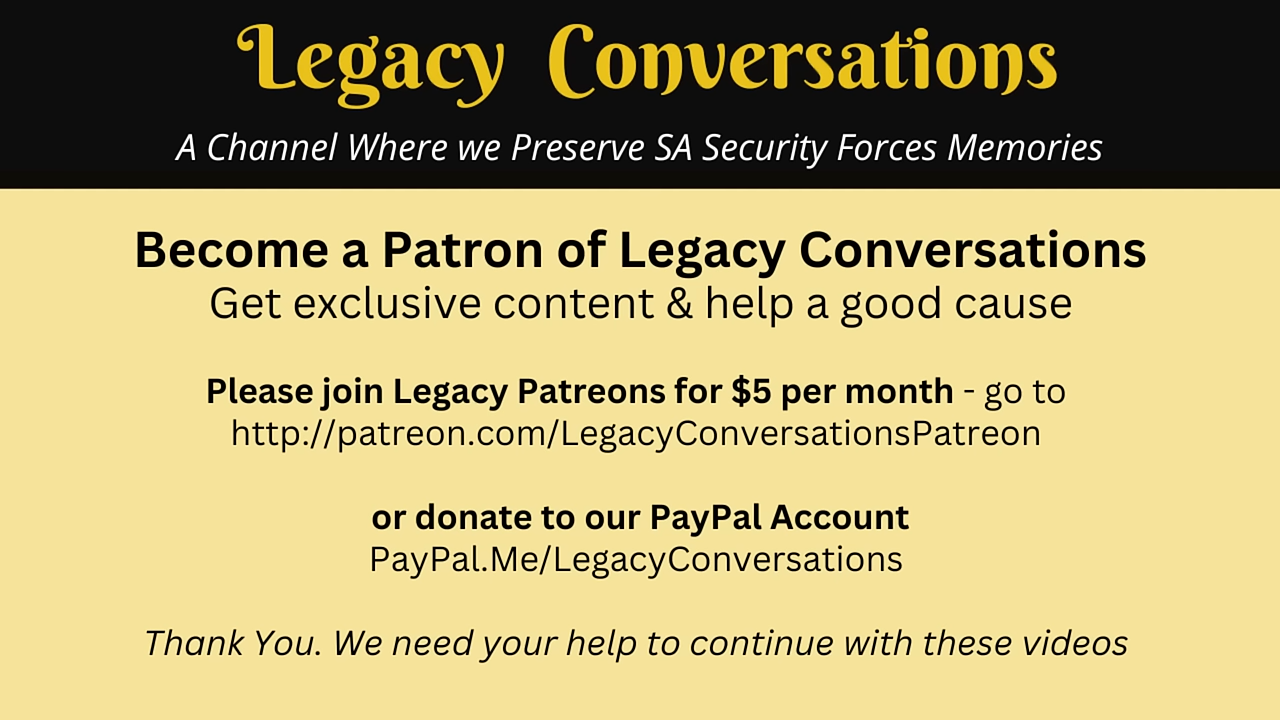 Legacy Conversations
A Channel Where we Preserve SA Security Forces Memories
Become a Patron of Legacy Conversations
Get exclusive content & help a good cause
Please join Legacy Patreons for $5 per month - go to
http://patreon.com/LegacyConversationsPatreon
or donate to our PayPal Account
PayPal.Me/LegacyConversations
Thank You. We need your help to continue with these videos